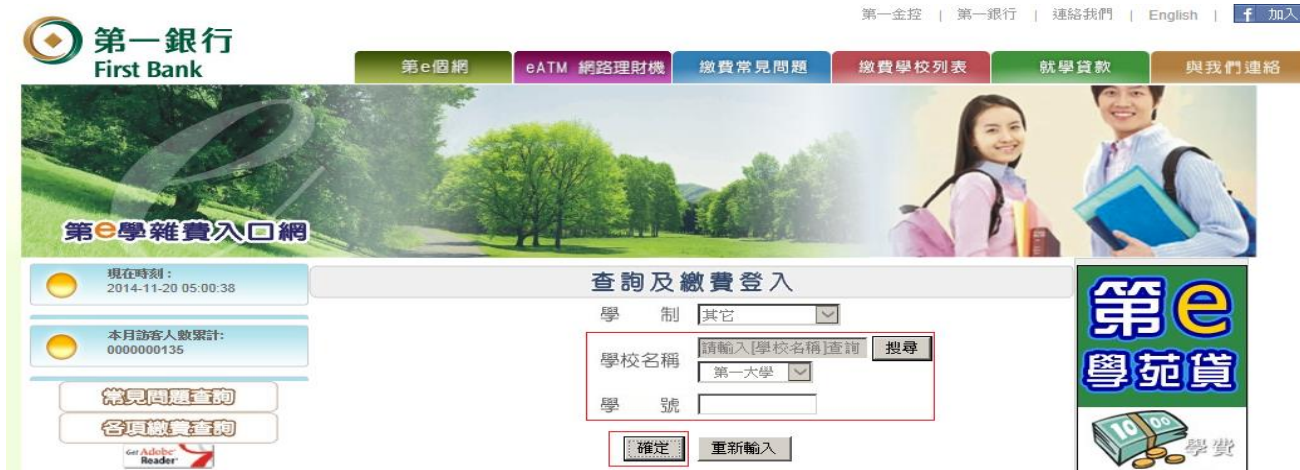 第一金控 | 第一銀行 | 連絡我們 | English | f 加入
第一銀行
First Bank
第e個網 eATM 網路理財機 繳費常見問題 繳費學校列表 就學貸款 與我們連絡
第e學雜費入口網
現在時刻:
2014-11-20 05:00:38
本月訪客人數累計:
0000000135
常見問題查詢
各項繳費查詢
Get Adobe
Reader
查詢及繳費登入
學 制 其它
學校名稱 請輸入[學校名稱]查詢 搜尋
第一大學
學 號
確定 重新輸入
第e
學苑貸
學費